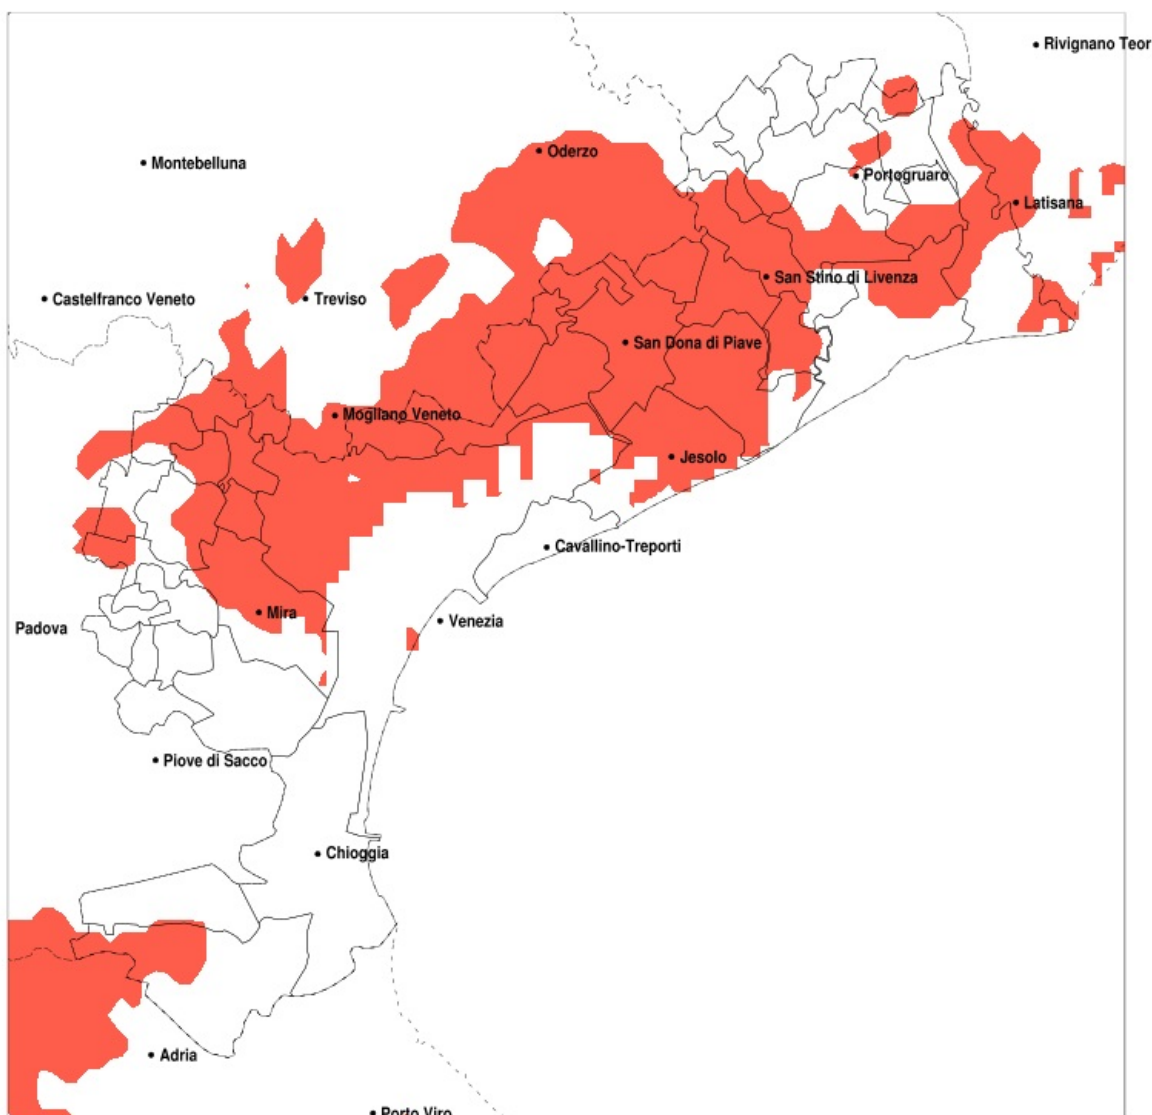 Rivignano Teor
Oderzo
Montebelluna
Portogruaro
Latisana
San Stino di Livenza
Castelfranco Veneto
Treviso
San Dona di Piave
Mogliano Veneto
Jesolo
Cavallino-Treporti
Mira
Venezia
Padova
Piove di Sacco
Chioggia
Adria
Porto Viro